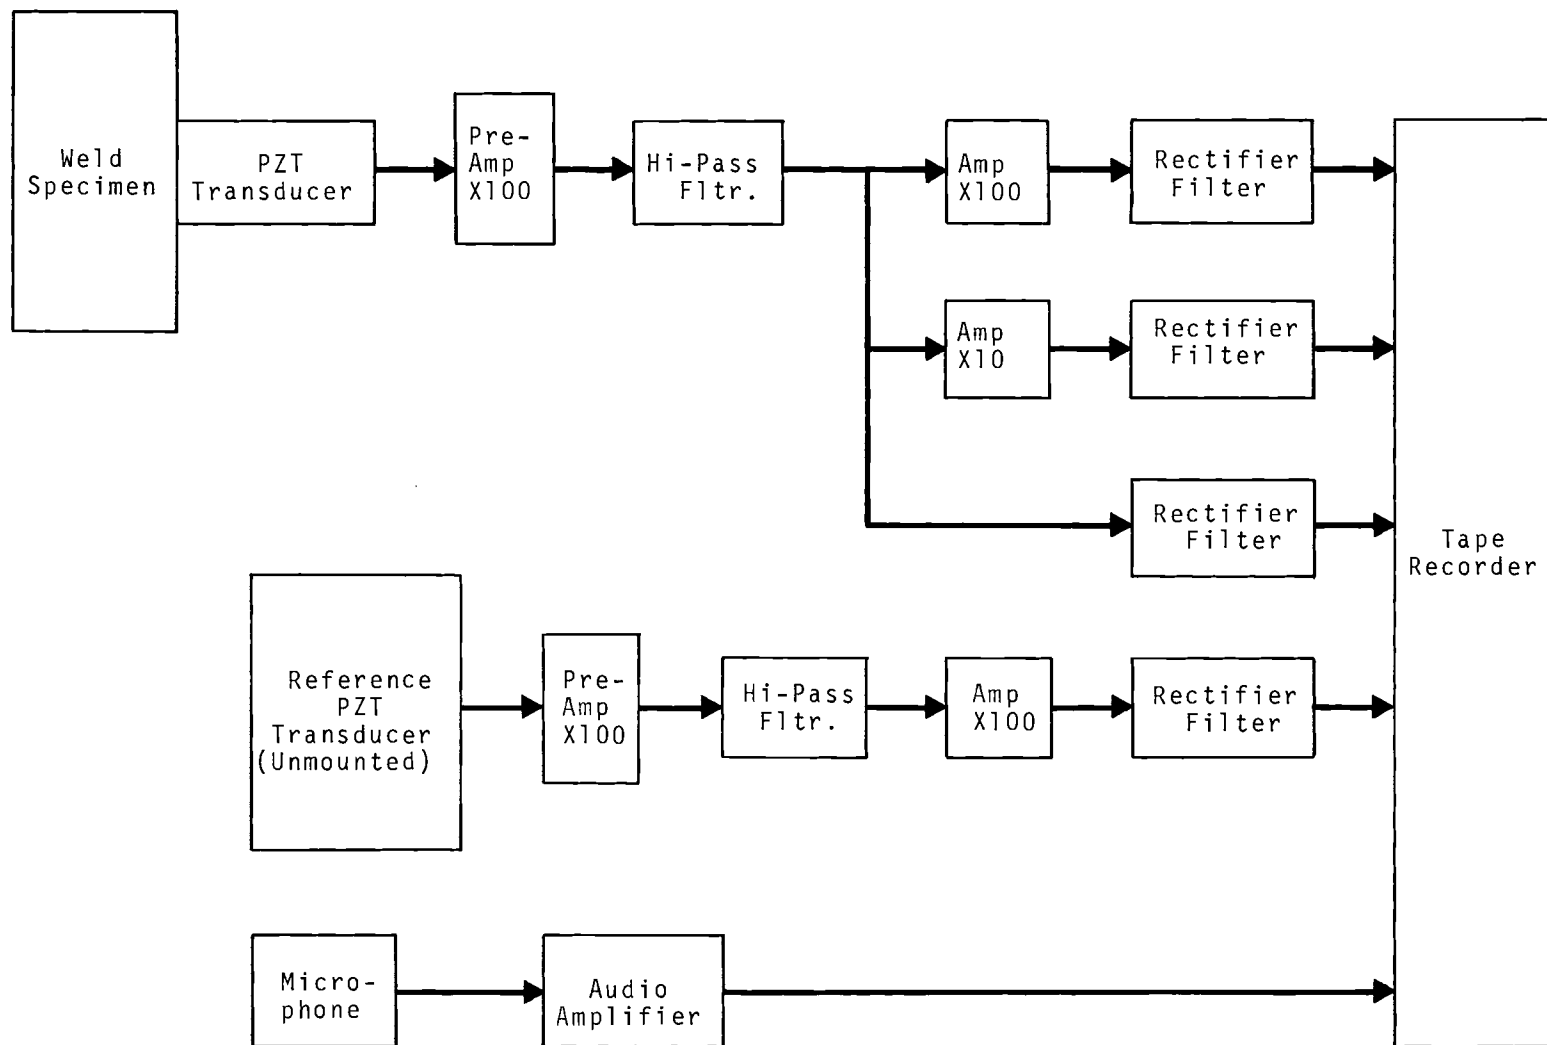 Weld
Specimen
PZT
Transducer
Pre-
Amp
X100
Hi-Pass
Fltr.
Amp
X100
Rectifier
Filter
Amp
X10
Rectifier
Filter
Rectifier
Filter
Tape
Recorder
Reference
PZT
Transducer
(Unmounted)
Pre-
Amp
X100
Hi-Pass
Fltr.
Amp
X100
Rectifier
Filter
Micro-
phone
Audio
Amplifier